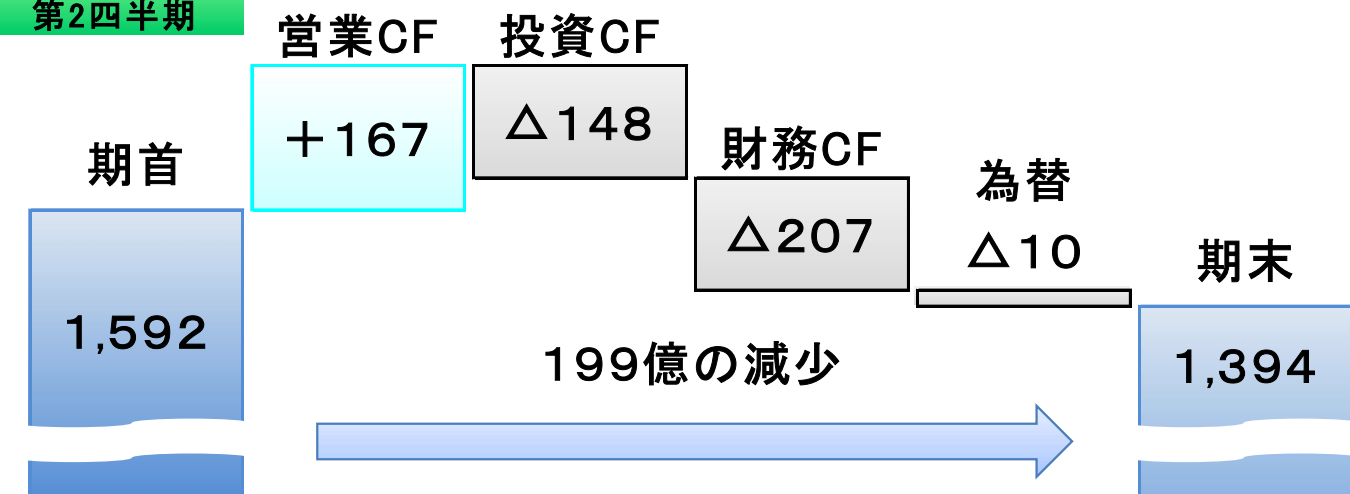 第2四半期
営業CF
投資CF
＋167
△148
財務CF
期首
為替
△207
△10
期末
1,592
199億の減少
1,394